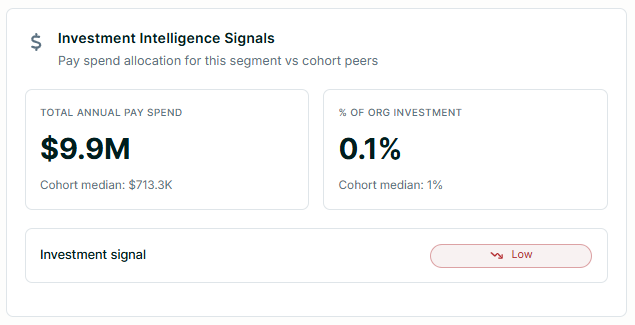 $
Investment Intelligence Signals
Pay spend allocation for this segment vs cohort peers
TOTAL ANNUAL PAY SPEND
$9.9M
Cohort median: $713.3K
% OF ORG INVESTMENT
0.1%
Cohort median: 1%
Investment signal
Low